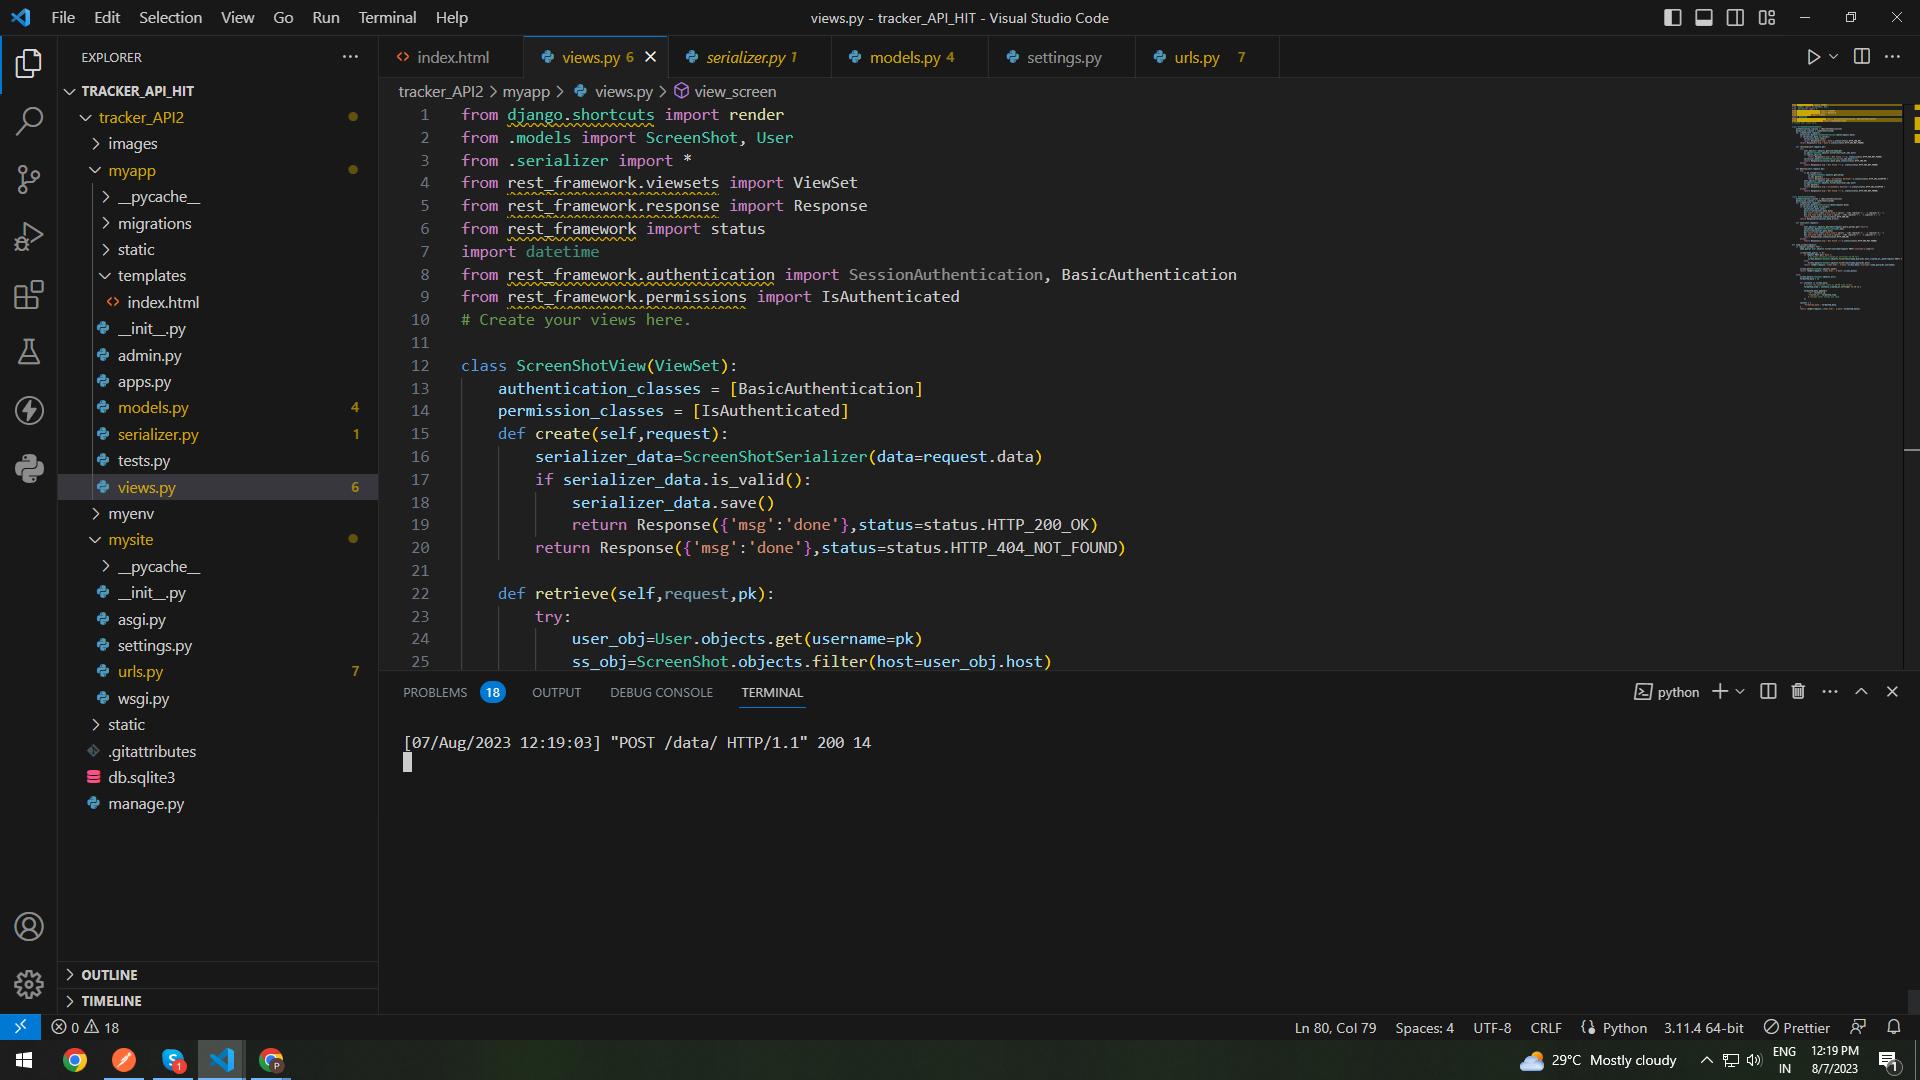 File Edit Selection View Go Run Terminal Help
views.py - tracker_API_HIT - Visual Studio Code
EXPLORER
TRACKER_API_HIT
tracker_API2
images
myapp
__pycache__
migrations
static
templates
index.html
__init__.py
admin.py
apps.py
models.py 4
serializer.py 1
tests.py
views.py 6
myenv
mysite
__pycache__
__init__.py
asgi.py
settings.py
urls.py 7
wsgi.py
static
.gitattributes
db.sqlite3
manage.py
OUTLINE
TIMELINE
index.html views.py 6 serializer.py 1 models.py 4 settings.py urls.py 7
tracker_API2 > myapp > views.py > view_screen
1 from django.shortcuts import render
2 from .models import ScreenShot, User
3 from .serializer import *
4 from rest_framework.viewsets import ViewSet
5 from rest_framework.response import Response
6 from rest_framework import status
7 import datetime
8 from rest_framework.authentication import SessionAuthentication, BasicAuthentication
9 from rest_framework.permissions import IsAuthenticated
10 # Create your views here.
11
12 class ScreenShotView(ViewSet):
13 authentication_classes = [BasicAuthentication]
14 permission_classes = [IsAuthenticated]
15 def create(self,request):
16 serializer_data=ScreenShotSerializer(data=request.data)
17 if serializer_data.is_valid():
18 serializer_data.save()
19 return Response({'msg':'done'},status=status.HTTP_200_OK)
20 return Response({'msg':'done'},status=status.HTTP_404_NOT_FOUND)
21
22 def retrieve(self,request,pk):
23 try:
24 user_obj=User.objects.get(username=pk)
25 ss_obj=ScreenShot.objects.filter(host=user_obj.host)
PROBLEMS 18 OUTPUT DEBUG CONSOLE TERMINAL
python
[07/Aug/2023 12:19:03] "POST /data/ HTTP/1.1" 200 14
0 18
Ln 80, Col 79 Spaces: 4 UTF-8 CRLF Python 3.11.4 64-bit Prettier
29°C Mostly cloudy
ENG
IN
12:19 PM
8/7/2023
1